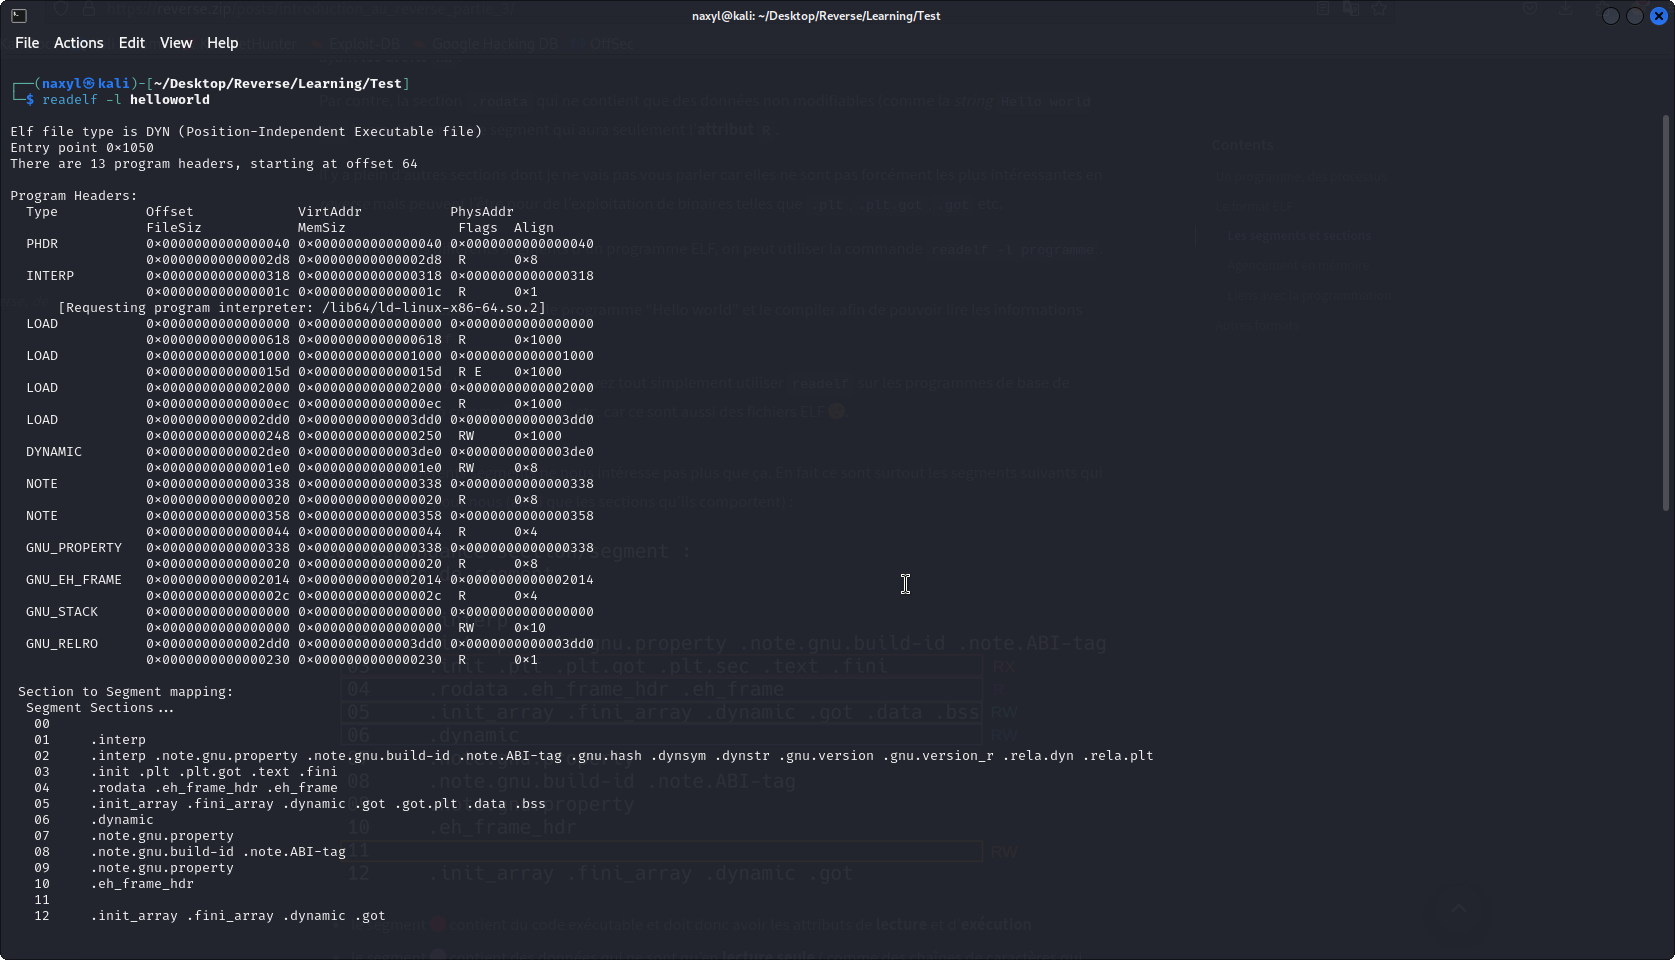 naxyl@kali: ~/Desktop/Reverse/Learning/Test
File Actions Edit View Help
┌──(naxyl㉿kali)-[~/Desktop/Reverse/Learning/Test]
└─$ readelf -l helloworld
Elf file type is DYN (Position-Independent Executable file)
Entry point 0x1050
There are 13 program headers, starting at offset 64
Program Headers:
  Type           Offset             VirtAddr           PhysAddr
                 FileSiz            MemSiz              Flags  Align
  PHDR           0x0000000000000040 0x0000000000000040 0x0000000000000040
                 0x00000000000002d8 0x00000000000002d8  R      0x8
  INTERP         0x0000000000000318 0x0000000000000318 0x0000000000000318
                 0x000000000000001c 0x000000000000001c  R      0x1
      [Requesting program interpreter: /lib64/ld-linux-x86-64.so.2]
  LOAD           0x0000000000000000 0x0000000000000000 0x0000000000000000
                 0x0000000000000618 0x0000000000000618  R      0x1000
  LOAD           0x0000000000001000 0x0000000000001000 0x0000000000001000
                 0x000000000000015d 0x000000000000015d  R E    0x1000
  LOAD           0x0000000000002000 0x0000000000002000 0x0000000000002000
                 0x00000000000000ec 0x00000000000000ec  R      0x1000
  LOAD           0x0000000000002dd0 0x0000000000003dd0 0x0000000000003dd0
                 0x0000000000000248 0x0000000000000250  RW     0x1000
  DYNAMIC        0x0000000000002de0 0x0000000000003de0 0x0000000000003de0
                 0x00000000000001e0 0x00000000000001e0  RW     0x8
  NOTE           0x0000000000000338 0x0000000000000338 0x0000000000000338
                 0x0000000000000020 0x0000000000000020  R      0x8
  NOTE           0x0000000000000358 0x0000000000000358 0x0000000000000358
                 0x0000000000000044 0x0000000000000044  R      0x4
  GNU_PROPERTY   0x0000000000000338 0x0000000000000338 0x0000000000000338
                 0x0000000000000020 0x0000000000000020  R      0x8
  GNU_EH_FRAME   0x0000000000002014 0x0000000000002014 0x0000000000002014
                 0x000000000000002c 0x000000000000002c  R      0x4
  GNU_STACK      0x0000000000000000 0x0000000000000000 0x0000000000000000
                 0x0000000000000000 0x0000000000000000  RW     0x10
  GNU_RELRO      0x0000000000002dd0 0x0000000000003dd0 0x0000000000003dd0
                 0x0000000000000230 0x0000000000000230  R      0x1
 Section to Segment mapping:
  Segment Sections...
   00
   01     .interp
   02     .interp .note.gnu.property .note.gnu.build-id .note.ABI-tag .gnu.hash .dynsym .dynstr .gnu.version .gnu.version_r .rela.dyn .rela.plt
   03     .init .plt .plt.got .text .fini
   04     .rodata .eh_frame_hdr .eh_frame
   05     .init_array .fini_array .dynamic .got .got.plt .data .bss
   06     .dynamic
   07     .note.gnu.property
   08     .note.gnu.build-id .note.ABI-tag
   09     .note.gnu.property
   10     .eh_frame_hdr
   11
   12     .init_array .fini_array .dynamic .got